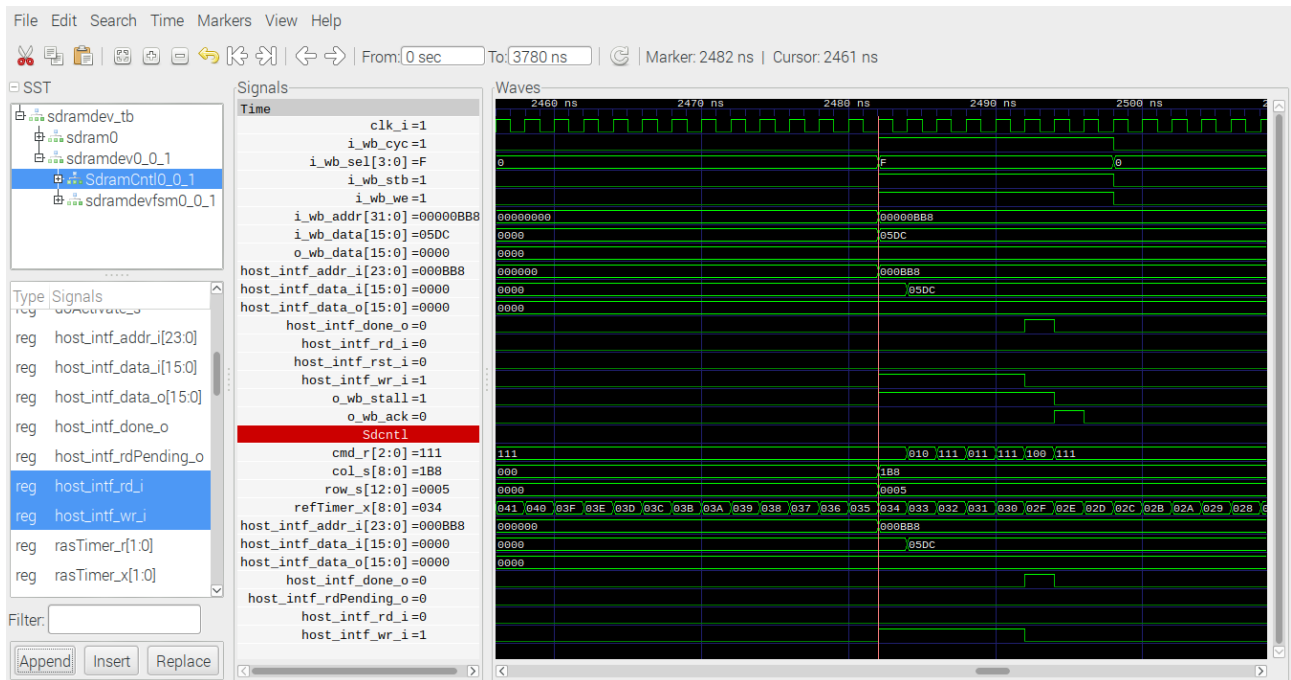 File Edit Search Time Markers View Help
From: 0 sec To: 3780 ns Marker: 2482 ns | Cursor: 2461 ns
SST
sdramdev_tb
sdram0
sdramdev0_0_1
SdramCntl0_0_1
sdramdevfsm0_0_1
Type Signals
reg doActivate_s
reg host_intf_addr_i[23:0]
reg host_intf_data_i[15:0]
reg host_intf_data_o[15:0]
reg host_intf_done_o
reg host_intf_rdPending_o
reg host_intf_rd_i
reg host_intf_wr_i
reg rasTimer_r[1:0]
reg rasTimer_x[1:0]
Filter:
Append Insert Replace
Signals
Time
clk_i=1
i_wb_cyc=1
i_wb_sel[3:0]=F
i_wb_stb=1
i_wb_we=1
i_wb_addr[31:0]=00000BB8
i_wb_data[15:0]=05DC
o_wb_data[15:0]=0000
host_intf_addr_i[23:0]=000BB8
host_intf_data_i[15:0]=0000
host_intf_data_o[15:0]=0000
host_intf_done_o=0
host_intf_rd_i=0
host_intf_rst_i=0
host_intf_wr_i=1
o_wb_stall=1
o_wb_ack=0
Sdcntl
cmd_r[2:0]=111
col_s[8:0]=1B8
row_s[12:0]=0005
refTimer_x[8:0]=034
host_intf_addr_i[23:0]=000BB8
host_intf_data_i[15:0]=0000
host_intf_data_o[15:0]=0000
host_intf_done_o=0
host_intf_rdPending_o=0
host_intf_rd_i=0
host_intf_wr_i=1
Waves
2460 ns 2470 ns 2480 ns 2490 ns 2500 ns 2
0 F 0
00000000 00000BB8
0000 05DC
0000
000000 000BB8
0000 05DC
0000
111 010 111 011 111 100 111
000 1B8
0000 0005
041 040 03F 03E 03D 03C 03B 03A 039 038 037 036 035 034 033 032 031 030 02F 02E 02D 02C 02B 02A 029 028
000000 000BB8
0000 05DC
0000